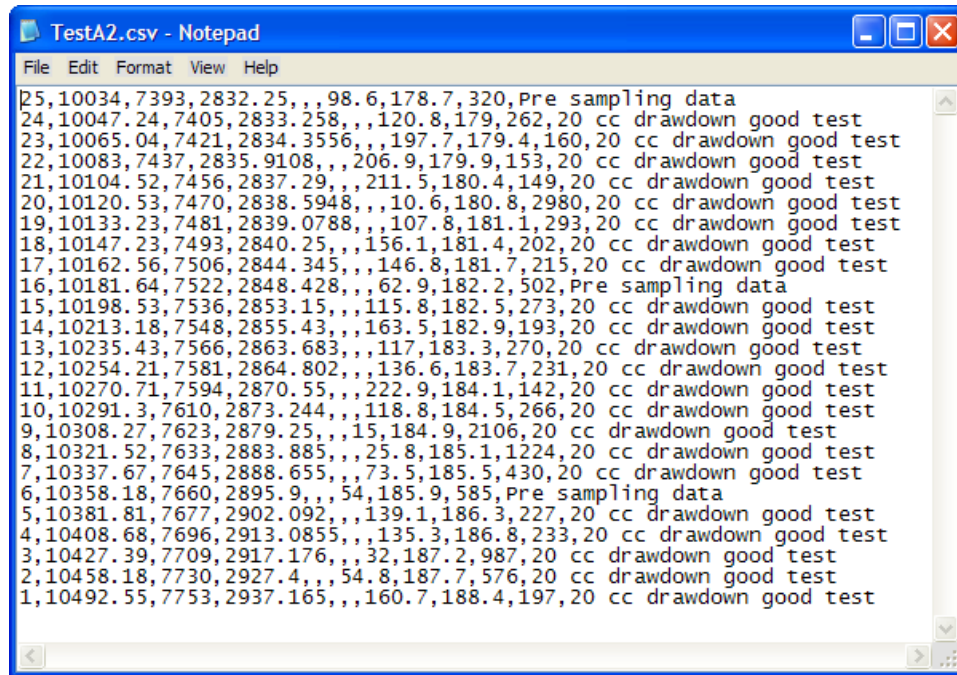 TestA2.csv - Notepad
File Edit Format View Help
25,10034,7393,2832.25,,,98.6,178.7,320,Pre sampling data
24,10047.24,7405,2833.258,,,120.8,179,262,20 cc drawdown good test
23,10065.04,7421,2834.3556,,,197.7,179.4,160,20 cc drawdown good test
22,10083,7437,2835.9108,,,206.9,179.9,153,20 cc drawdown good test
21,10104.52,7456,2837.29,,,211.5,180.4,149,20 cc drawdown good test
20,10120.53,7470,2838.5948,,,10.6,180.8,2980,20 cc drawdown good test
19,10133.23,7481,2839.0788,,,107.8,181.1,293,20 cc drawdown good test
18,10147.23,7493,2840.25,,,156.1,181.4,202,20 cc drawdown good test
17,10162.56,7506,2844.345,,,146.8,181.7,215,20 cc drawdown good test
16,10181.64,7522,2848.428,,,62.9,182.2,502,Pre sampling data
15,10198.53,7536,2853.15,,,115.8,182.5,273,20 cc drawdown good test
14,10213.18,7548,2855.43,,,163.5,182.9,193,20 cc drawdown good test
13,10235.43,7566,2863.683,,,117,183.3,270,20 cc drawdown good test
12,10254.21,7581,2864.802,,,136.6,183.7,231,20 cc drawdown good test
11,10270.71,7594,2870.55,,,222.9,184.1,142,20 cc drawdown good test
10,10291.3,7610,2873.244,,,118.8,184.5,266,20 cc drawdown good test
9,10308.27,7623,2879.25,,,15,184.9,2106,20 cc drawdown good test
8,10321.52,7633,2883.885,,,25.8,185.1,1224,20 cc drawdown good test
7,10337.67,7645,2888.655,,,73.5,185.5,430,20 cc drawdown good test
6,10358.18,7660,2895.9,,,54,185.9,585,Pre sampling data
5,10381.81,7677,2902.092,,,139.1,186.3,227,20 cc drawdown good test
4,10408.68,7696,2913.0855,,,135.3,186.8,233,20 cc drawdown good test
3,10427.39,7709,2917.176,,,32,187.2,987,20 cc drawdown good test
2,10458.18,7730,2927.4,,,54.8,187.7,576,20 cc drawdown good test
1,10492.55,7753,2937.165,,,160.7,188.4,197,20 cc drawdown good test